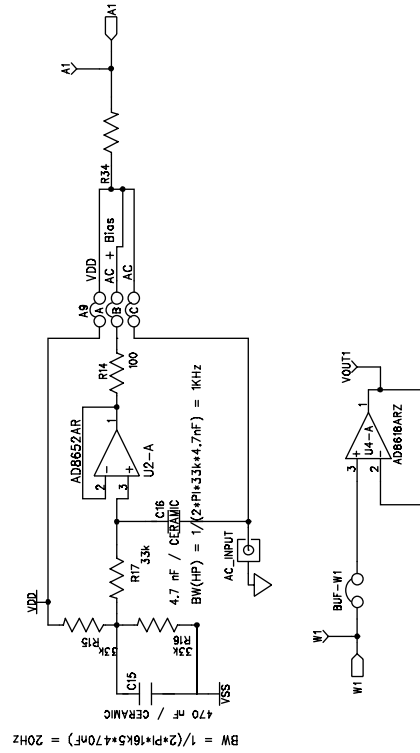 A1
A1
R34
VDD
AC + Bias
AC
A9
A
B
C
R14
100
AD8652AR
U2-A
1
2
3
-
+
C16
4.7 nF / CERAMIC
BW(HP) = 1/(2*PI*33k*4.7nF) = 1KHz
R17
33k
AC_INPUT
VDD
R15
33k
R16
33k
C15
470 nF / CERAMIC
VSS
BW = 1/(2*PI*16k5*470nF) = 20Hz
VOUT1
1
U4-A
AD8618ARZ
3
2
+
-
BUF-W1
W1
W1